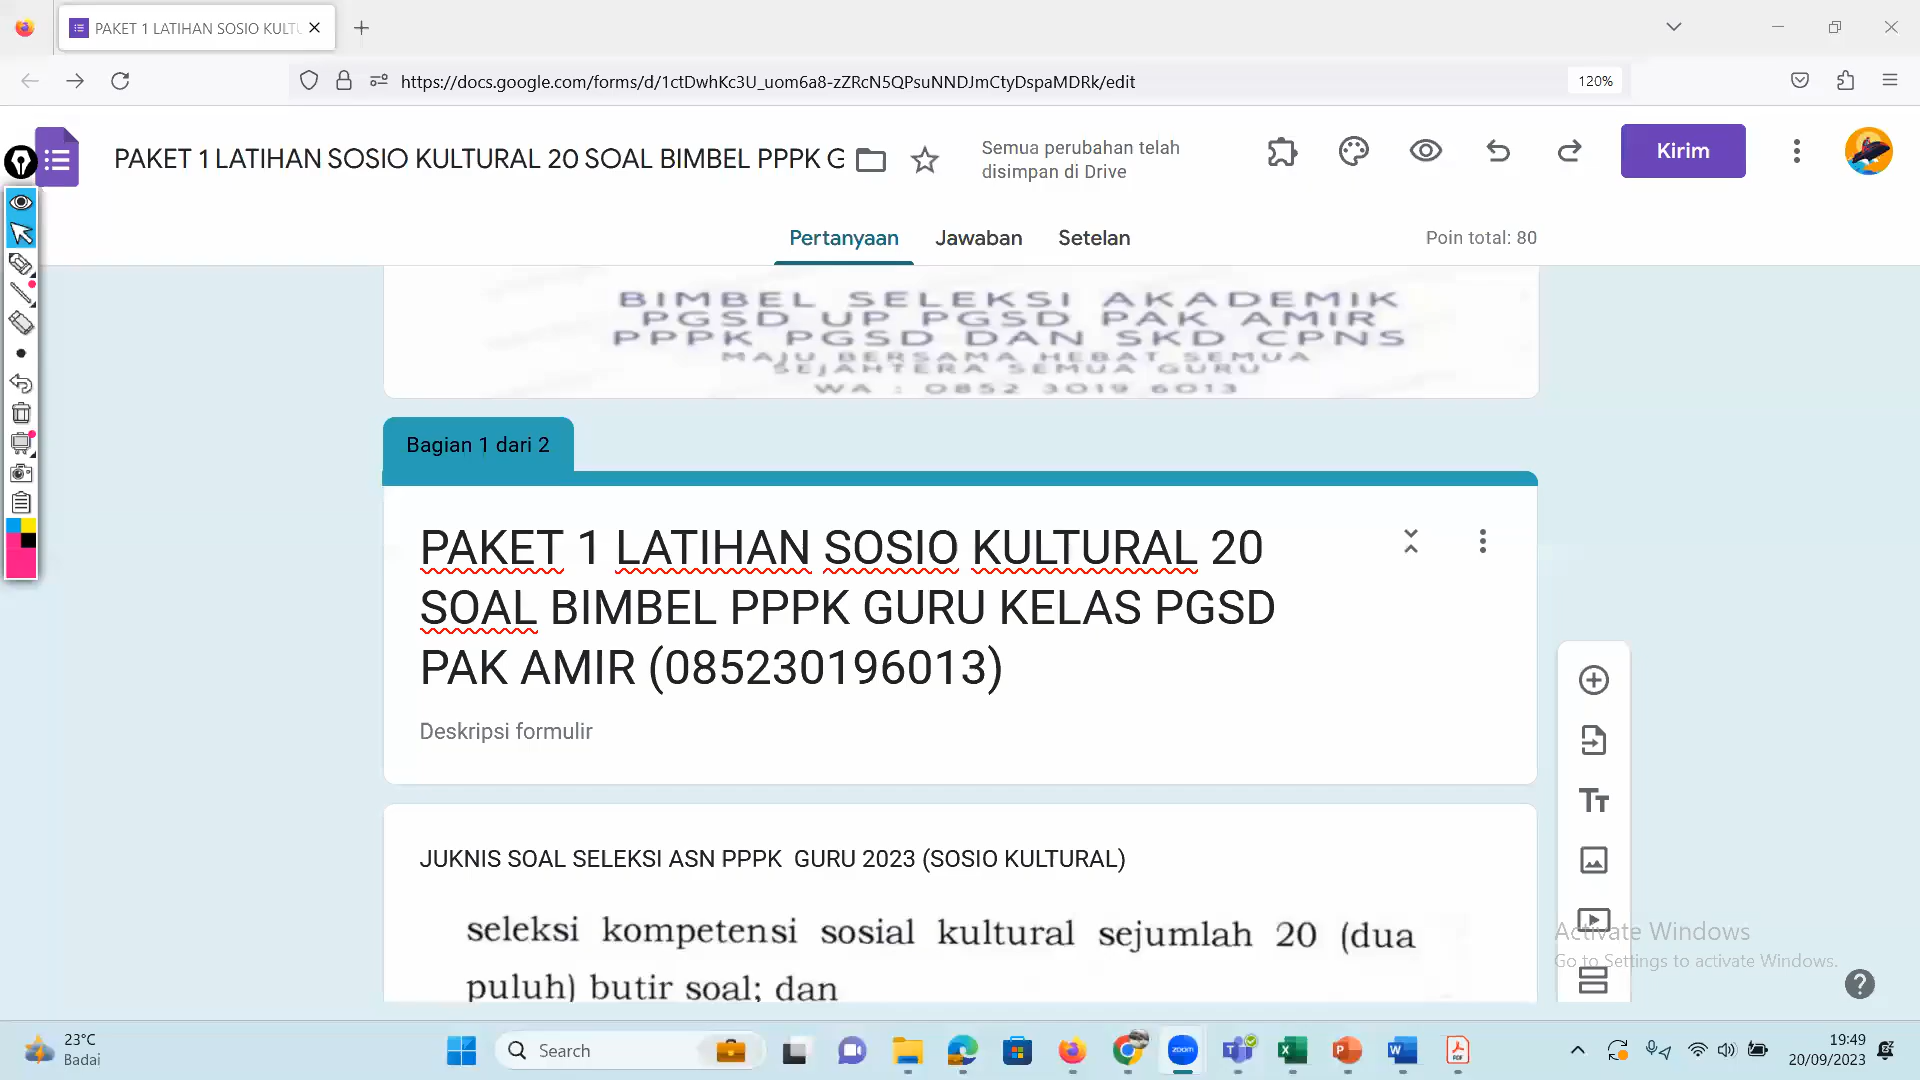 PAKET 1 LATIHAN SOSIO KULTU
https://docs.google.com/forms/d/1ctDwhKc3U_uom6a8-zZRcN5QPsuNNDJmCtyDspaMDRk/edit
120%
PAKET 1 LATIHAN SOSIO KULTURAL 20 SOAL BIMBEL PPPK G
Semua perubahan telah
disimpan di Drive
Kirim
Pertanyaan
Jawaban
Setelan
Poin total: 80
BIMBEL SELEKSI AKADEMIK
PGSD UP PGSD PAK AMIR
PPPK PGSD DAN SKD CPNS
MAJU BERSAMA HEBAT SEMUA
SEJAHTERA SEMUA GURU
WA : 0852 3019 6013
Bagian 1 dari 2
PAKET 1 LATIHAN SOSIO KULTURAL 20
SOAL BIMBEL PPPK GURU KELAS PGSD
PAK AMIR (085230196013)
Deskripsi formulir
JUKNIS SOAL SELEKSI ASN PPPK GURU 2023 (SOSIO KULTURAL)
seleksi kompetensi sosial kultural sejumlah 20 (dua
puluh) butir soal; dan
Activate Windows
Go to Settings to activate Windows.
23°C
Badai
Search
zoom
19:49
20/09/2023